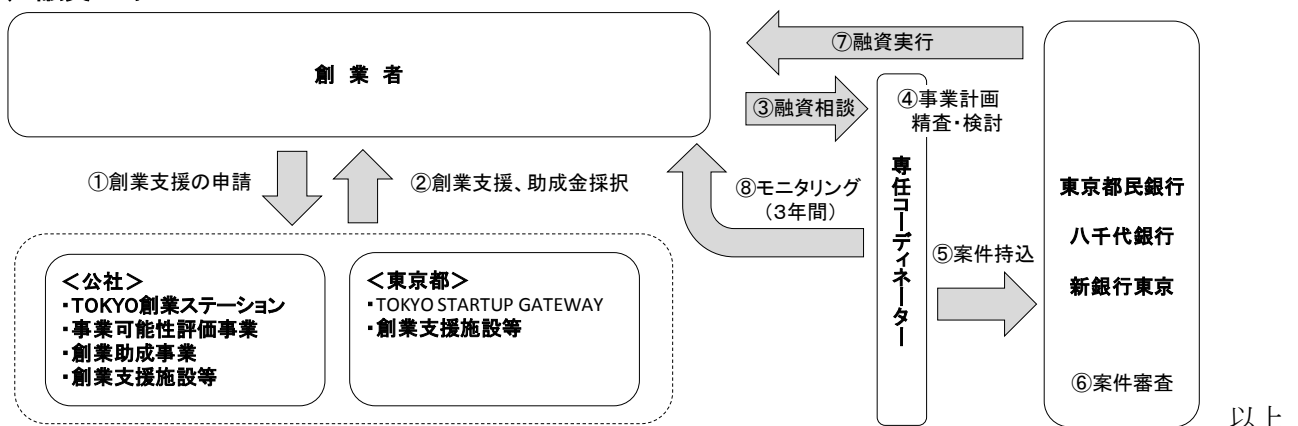 創 業 者
⑦融資実行
③融資相談
④事業計画
精査・検討
①創業支援の申請
②創業支援、助成金採択
⑧モニタリング
(3年間)
専任コーディネーター
⑤案件持込
東京都民銀行
八千代銀行
新銀行東京
⑥案件審査
＜公社＞
・TOKYO創業ステーション
・事業可能性評価事業
・創業助成事業
・創業支援施設等
＜東京都＞
・TOKYO STARTUP GATEWAY
・創業支援施設等
以上